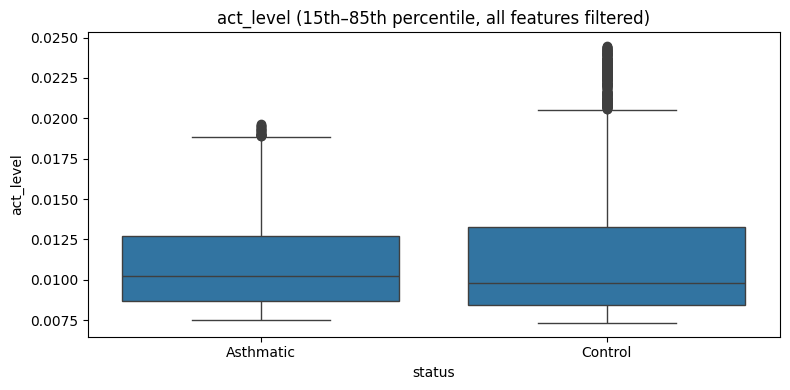 act_level (15th–85th percentile, all features filtered)
act_level
0.0250
0.0225
0.0200
0.0175
0.0150
0.0125
0.0100
0.0075
Asthmatic Control
status